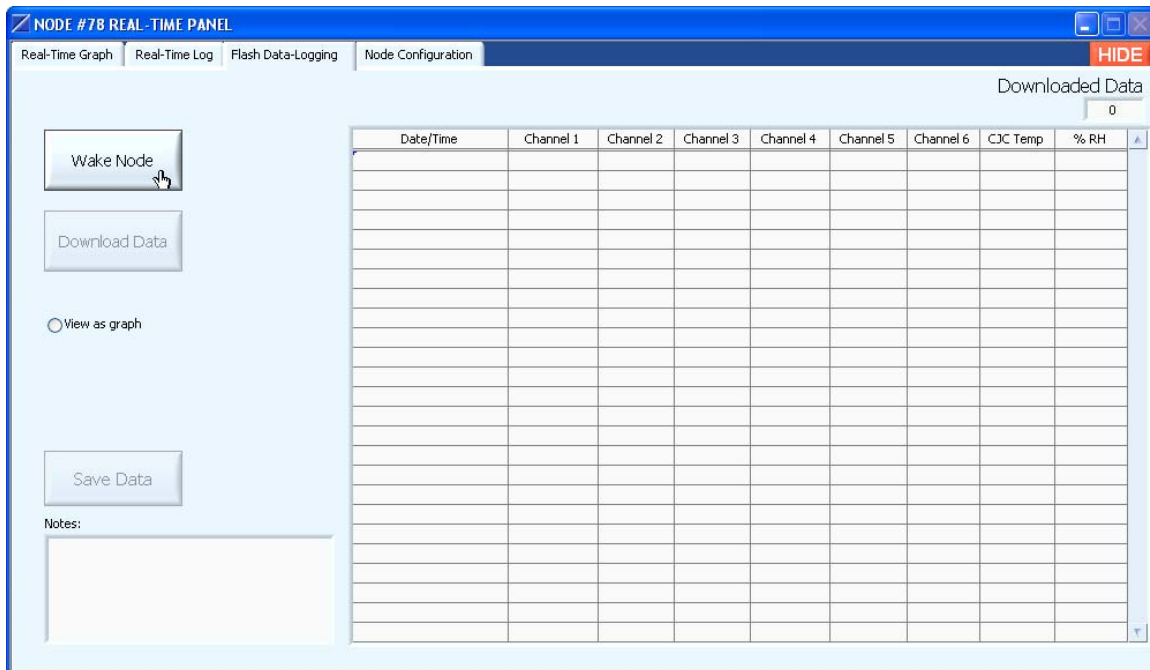 NODE #78 REAL-TIME PANEL
Real-Time Graph Real-Time Log Flash Data-Logging Node Configuration HIDE
Downloaded Data
0
Date/Time Channel 1 Channel 2 Channel 3 Channel 4 Channel 5 Channel 6 CJC Temp % RH
Wake Node
Download Data
View as graph
Save Data
Notes: